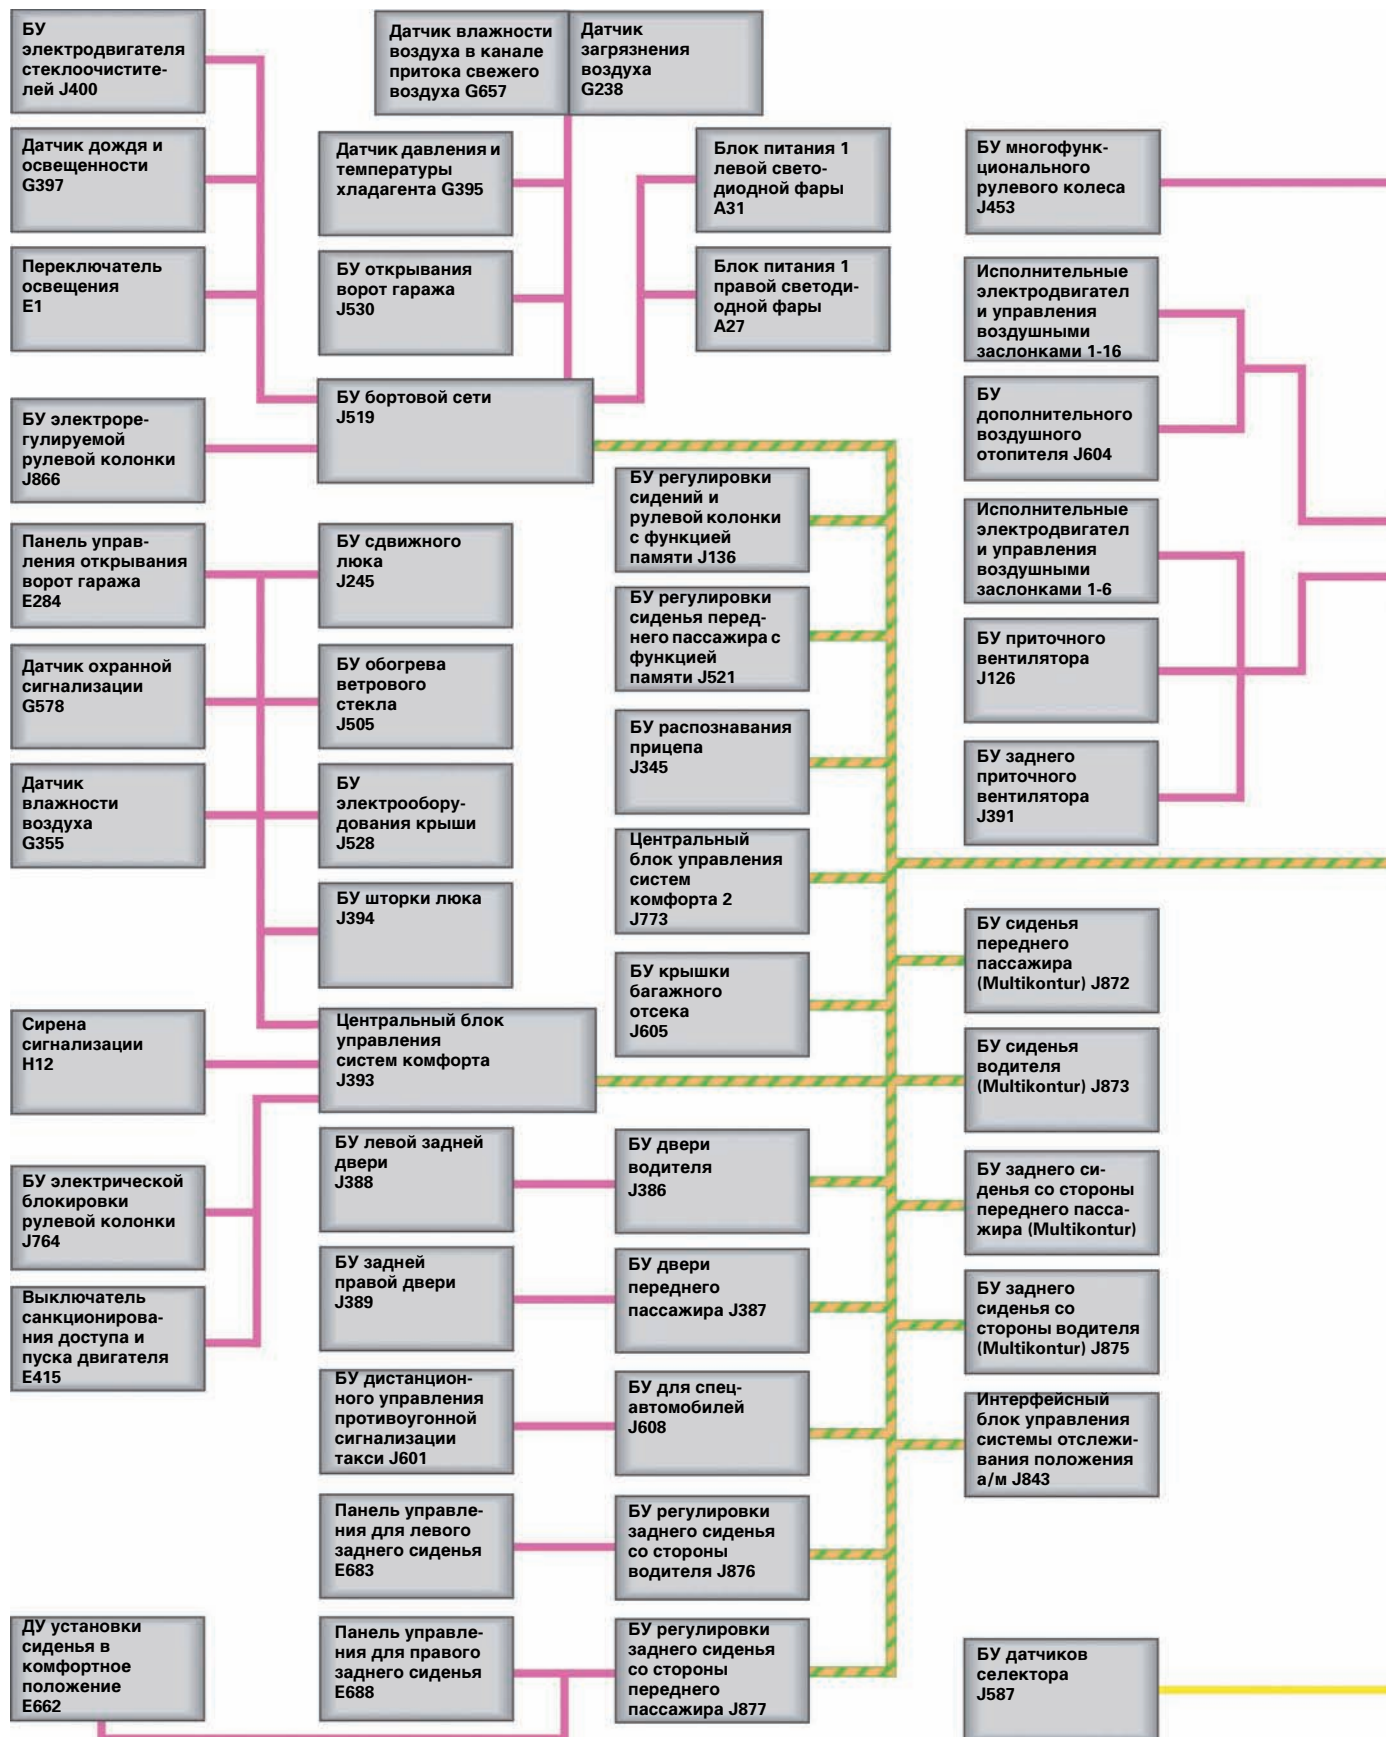 БУ
электродвигателя
стеклоочистите-
лей J400
Датчик влажности
воздуха в канале
притока свежего
воздуха G657
Датчик
загрязнения
воздуха
G238
Датчик дождя и
освещенности
G397
Датчик давления и
температуры
хладагента G395
Блок питания 1
левой свето-
диодной фары
A31
БУ многофунк-
ционального
рулевого колеса
J453
Переключатель
освещения
E1
БУ открывания
ворот гаража
J530
Блок питания 1
правой светоди-
одной фары
A27
Исполнительные
электродвигател
и управления
воздушными
заслонками 1-16
БУ бортовой сети
J519
БУ
дополнительного
воздушного
отопителя J604
БУ электроре-
гулируемой
рулевой колонки
J866
БУ регулировки
сидений и
рулевой колонки
с функцией
памяти J136
Исполнительные
электродвигател
и управления
воздушными
заслонками 1-6
Панель управ-
ления открывания
ворот гаража
E284
БУ сдвижного
люка
J245
БУ регулировки
сиденья перед-
него пассажира с
функцией
памяти J521
БУ приточного
вентилятора
J126
Датчик охранной
сигнализации
G578
БУ обогрева
ветрового
стекла
J505
БУ распознавания
прицепа
J345
БУ заднего
приточного
вентилятора
J391
Датчик
влажности
воздуха
G355
БУ
электрообору-
дования крыши
J528
Центральный
блок управления
систем
комфорта 2
J773
БУ шторки люка
J394
БУ сиденья
переднего
пассажира
(Multikontur) J872
БУ крышки
багажного
отсека
J605
Сирена
сигнализации
H12
Центральный блок
управления
систем комфорта
J393
БУ сиденья
водителя
(Multikontur) J873
БУ левой задней
двери
J388
БУ двери
водителя
J386
БУ заднего си-
денья со стороны
переднего пасса-
жира (Multikontur)
БУ электрической
блокировки
рулевой колонки
J764
БУ задней
правой двери
J389
БУ двери
переднего
пассажира J387
БУ заднего
сиденья со
стороны водителя
(Multikontur) J875
Выключатель
санкционирова-
ния доступа и
пуска двигателя
E415
БУ дистанцион-
ного управления
противоугонной
сигнализации
такси J601
БУ для спец-
автомобилей
J608
Интерфейсный
блок управления
системы отслежи-
вания положения
а/м J843
Панель управле-
ния для левого
заднего сиденья
E683
БУ регулировки
заднего сиденья
со стороны
водителя J876
ДУ установки
сиденья в
комфортное
положение
E662
Панель управле-
ния для правого
заднего сиденья
E688
БУ регулировки
заднего сиденья
со стороны
переднего
пассажира J877
БУ датчиков
селектора
J587